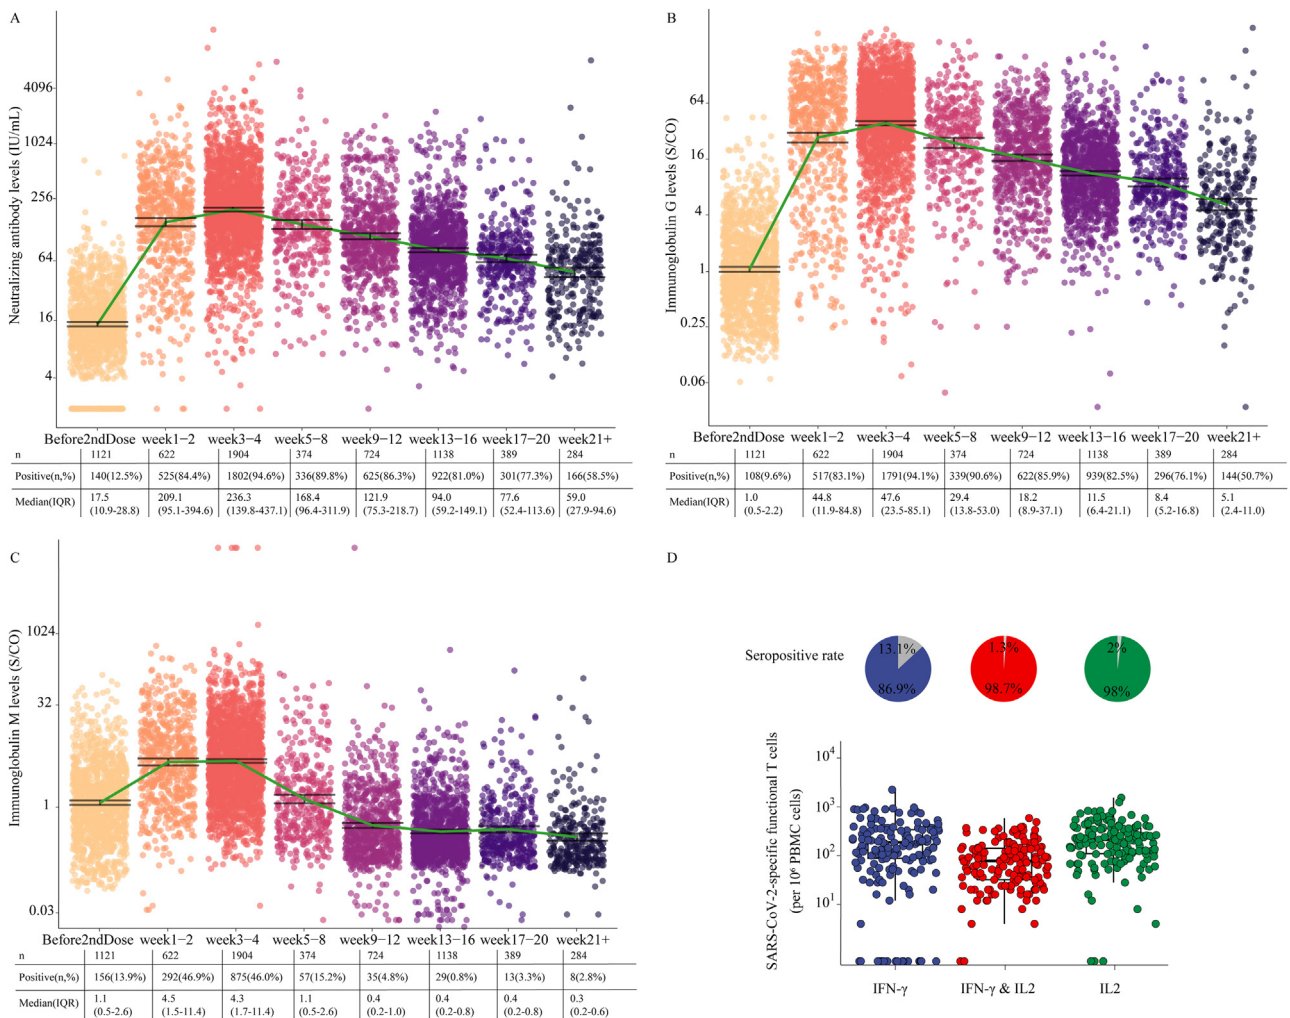 A
Neutralizing antibody levels (IU/mL)
4096
1024
256
64
16
4
Before2ndDose week1−2 week3−4 week5−8 week9−12 week13−16 week17−20 week21+
n 1121 622 1904 374 724 1138 389 284
Positive(n,%) 140(12.5%) 525(84.4%) 1802(94.6%) 336(89.8%) 625(86.3%) 922(81.0%) 301(77.3%) 166(58.5%)
Median(IQR) 17.5 209.1 236.3 168.4 121.9 94.0 77.6 59.0
(10.9-28.8) (95.1-394.6) (139.8-437.1) (96.4-311.9) (75.3-218.7) (59.2-149.1) (52.4-113.6) (27.9-94.6)
B
Immunoglobulin G levels (S/CO)
64
16
4
1
0.25
0.06
Before2ndDose week1−2 week3−4 week5−8 week9−12 week13−16 week17−20 week21+
n 1121 622 1904 374 724 1138 389 284
Positive(n,%) 108(9.6%) 517(83.1%) 1791(94.1%) 339(90.6%) 622(85.9%) 939(82.5%) 296(76.1%) 144(50.7%)
Median(IQR) 1.0 44.8 47.6 29.4 18.2 11.5 8.4 5.1
(0.5-2.2) (11.9-84.8) (23.5-85.1) (13.8-53.0) (8.9-37.1) (6.4-21.1) (5.2-16.8) (2.4-11.0)
C
Immunoglobulin M levels (S/CO)
1024
32
1
0.03
Before2ndDose week1−2 week3−4 week5−8 week9−12 week13−16 week17−20 week21+
n 1121 622 1904 374 724 1138 389 284
Positive(n,%) 156(13.9%) 292(46.9%) 875(46.0%) 57(15.2%) 35(4.8%) 29(0.8%) 13(3.3%) 8(2.8%)
Median(IQR) 1.1 4.5 4.3 1.1 0.4 0.4 0.4 0.3
(0.5-2.6) (1.5-11.4) (1.7-11.4) (0.5-2.6) (0.2-1.0) (0.2-0.8) (0.2-0.8) (0.2-0.6)
D
Seropositive rate
13.1% 1.3% 2%
86.9% 98.7% 98%
SARS-CoV-2-specific functional T cells
(per 10⁶ PBMC cells)
10⁴
10³
10²
10¹
IFN-γ IFN-γ & IL2 IL2